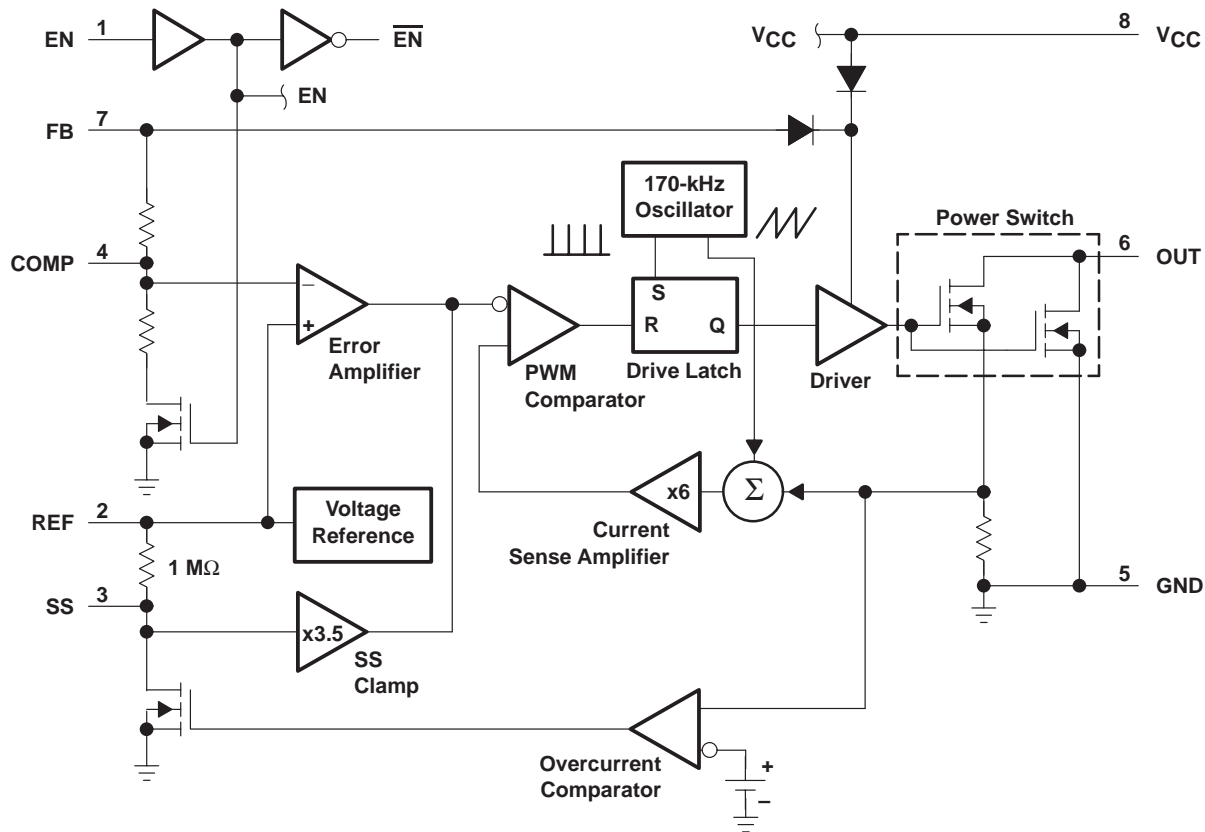 1
EN
EN
VCC
8
VCC
EN
7
FB
170-kHz
Oscillator
Power Switch
4
COMP
6
OUT
–
+
S
R
Q
Error
Amplifier
PWM
Comparator
Drive Latch
Driver
2
REF
Voltage
Reference
x6
Σ
Current
Sense Amplifier
1 MΩ
3
SS
5
GND
x3.5
SS
Clamp
Overcurrent
Comparator
+
–